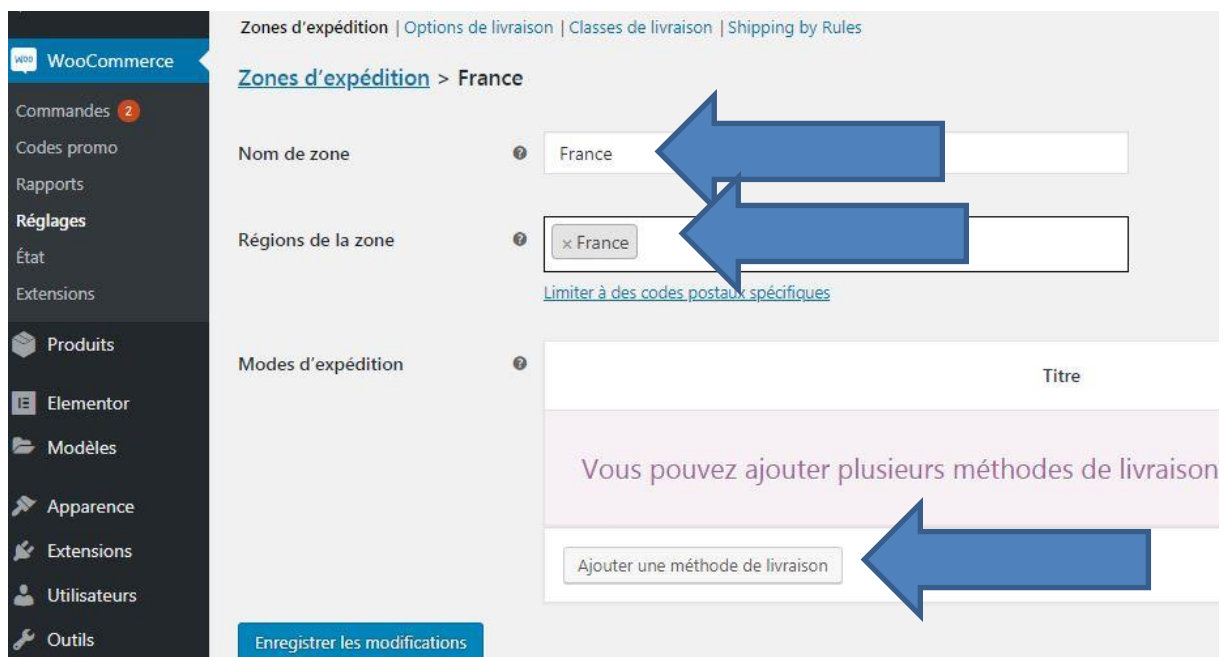 Zones d'expédition | Options de livraison | Classes de livraison | Shipping by Rules
WOO WooCommerce
Zones d'expédition > France
Commandes 2
Codes promo
Nom de zone ? France
Rapports
Réglages
Régions de la zone ? × France
État
Extensions
Limiter à des codes postaux spécifiques
Produits
Modes d'expédition ? Titre
Elementor
Modèles
Vous pouvez ajouter plusieurs méthodes de livraison
Apparence
Extensions
Ajouter une méthode de livraison
Utilisateurs
Outils
Enregistrer les modifications